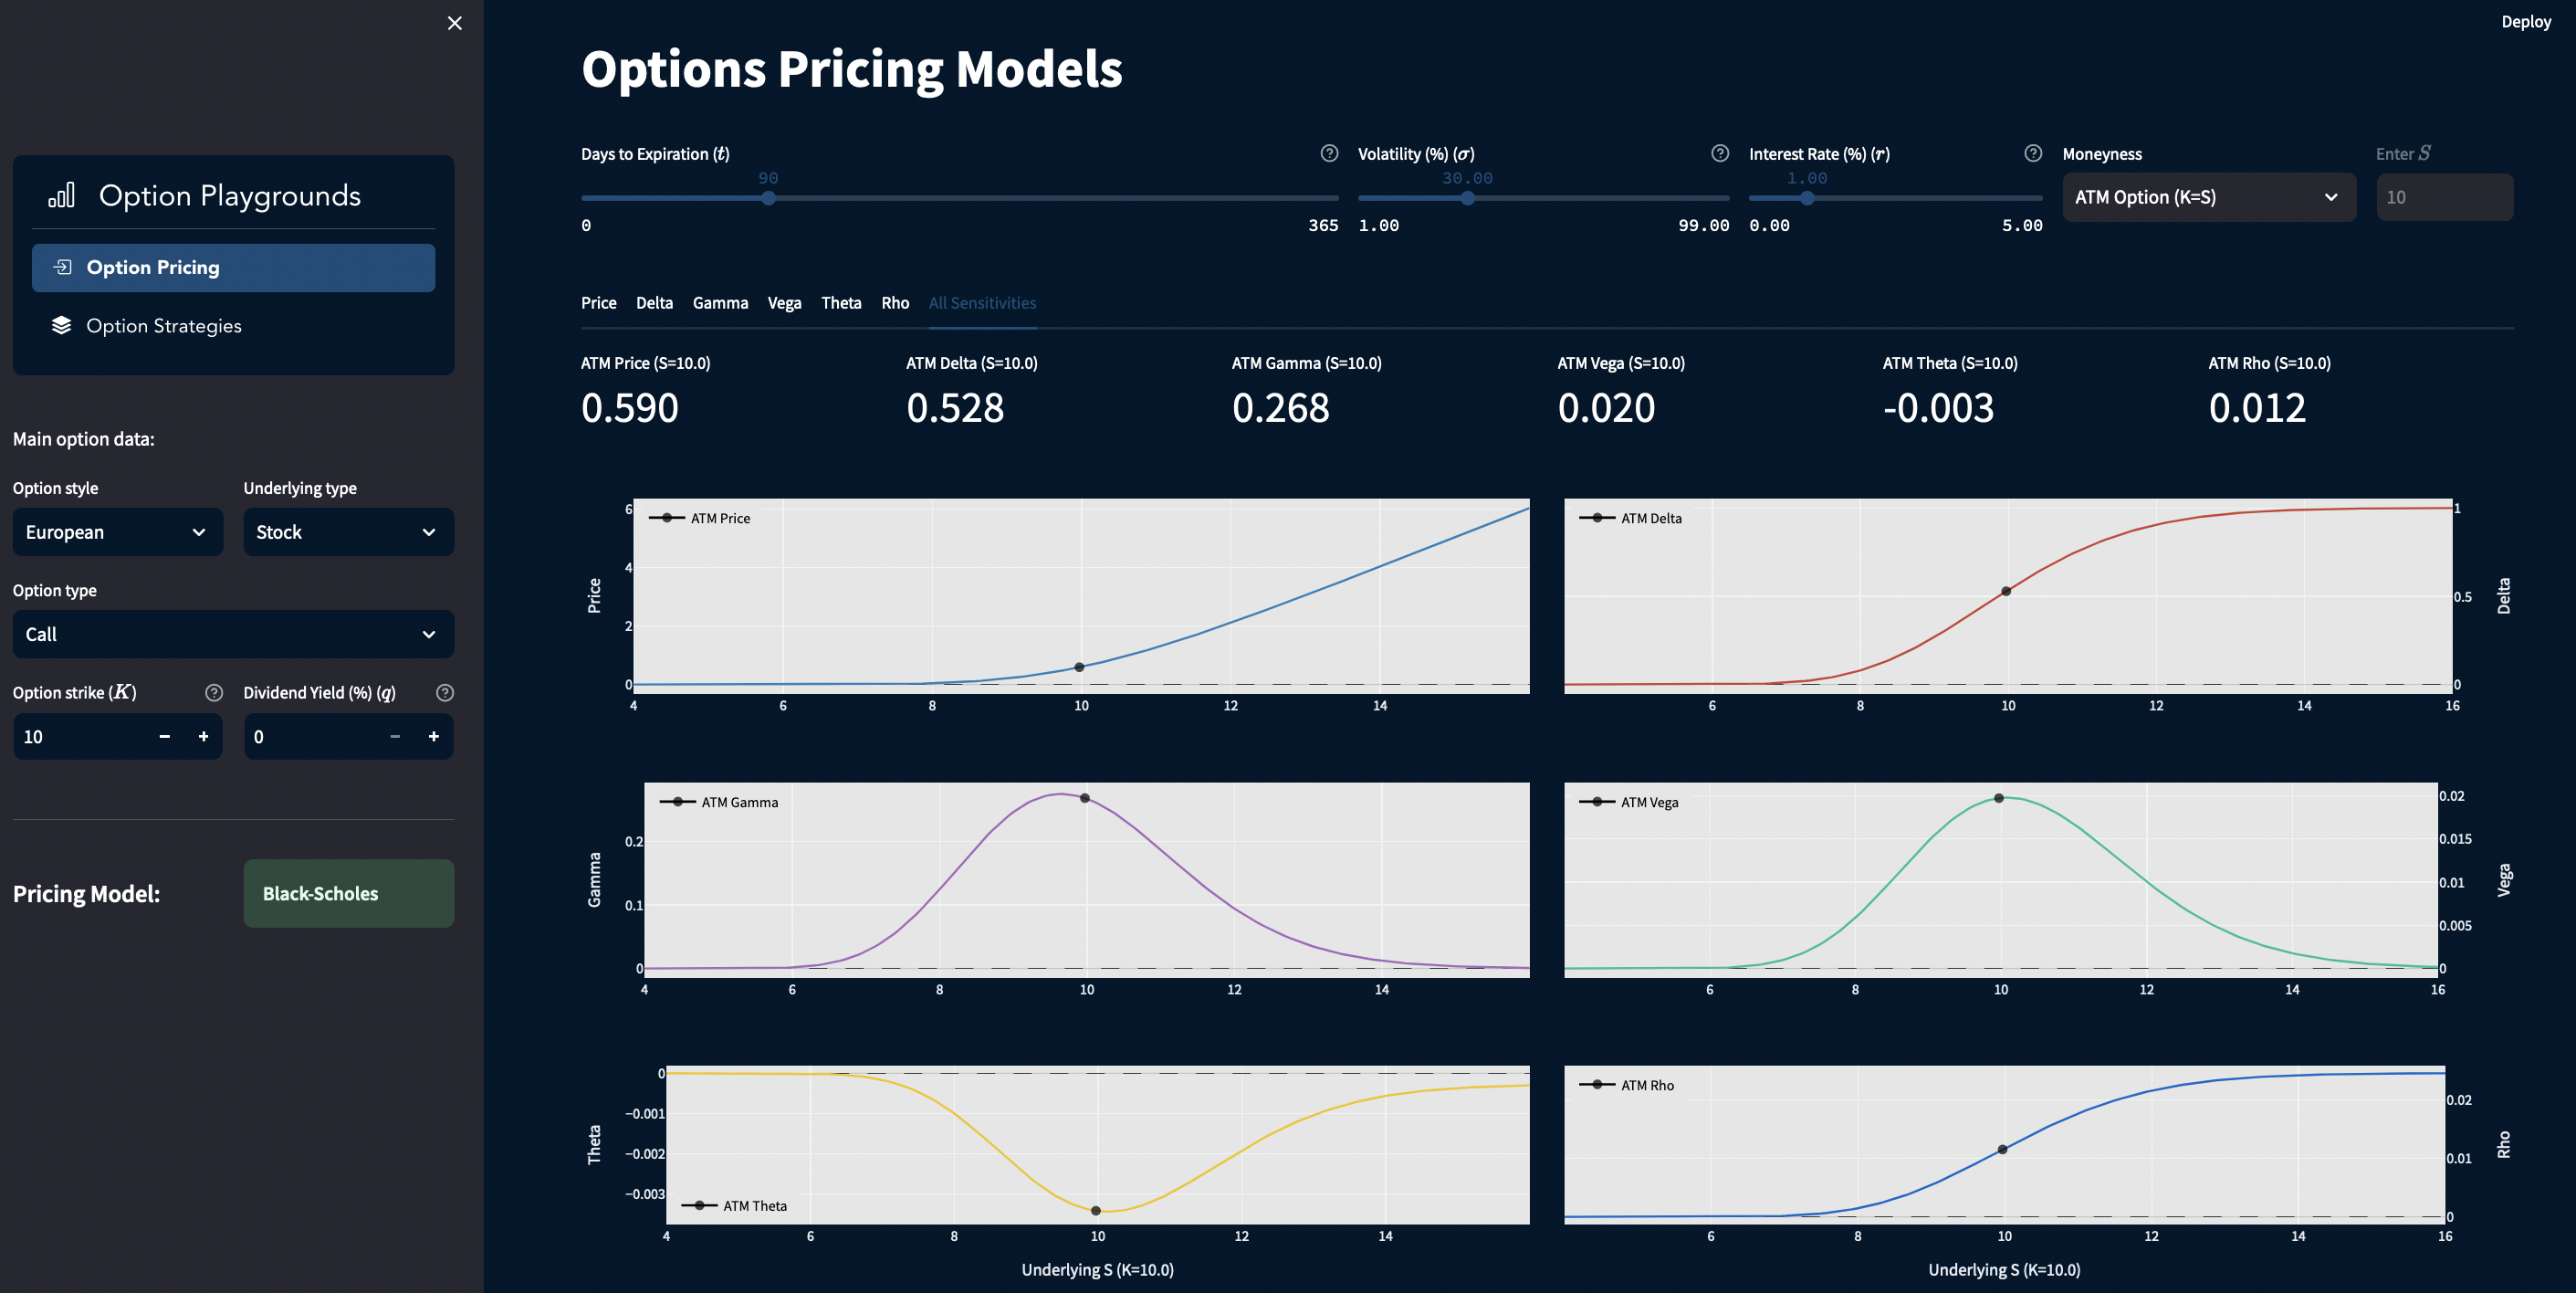 Deploy
Option Playgrounds
Option Pricing
Option Strategies
Main option data:
Option style
Underlying type
European
Stock
Option type
Call
Option strike (K)
Dividend Yield (%) (q)
10
0
Pricing Model:
Black-Scholes
Options Pricing Models
Days to Expiration (t)
90
0
365
Volatility (%) (σ)
30.00
1.00
99.00
Interest Rate (%) (r)
1.00
0.00
5.00
Moneyness
ATM Option (K=S)
Enter S
10
Price Delta Gamma Vega Theta Rho All Sensitivities
ATM Price (S=10.0)
0.590
ATM Delta (S=10.0)
0.528
ATM Gamma (S=10.0)
0.268
ATM Vega (S=10.0)
0.020
ATM Theta (S=10.0)
-0.003
ATM Rho (S=10.0)
0.012
ATM Price
Price
6
4
2
0
4 6 8 10 12 14
ATM Delta
Delta
1
0.5
0
6 8 10 12 14 16
ATM Gamma
Gamma
0.2
0.1
0
4 6 8 10 12 14
ATM Vega
Vega
0.02
0.015
0.01
0.005
0
6 8 10 12 14 16
ATM Theta
Theta
0
−0.001
−0.002
−0.003
4 6 8 10 12 14
Underlying S (K=10.0)
ATM Rho
Rho
0.02
0.01
0
6 8 10 12 14 16
Underlying S (K=10.0)